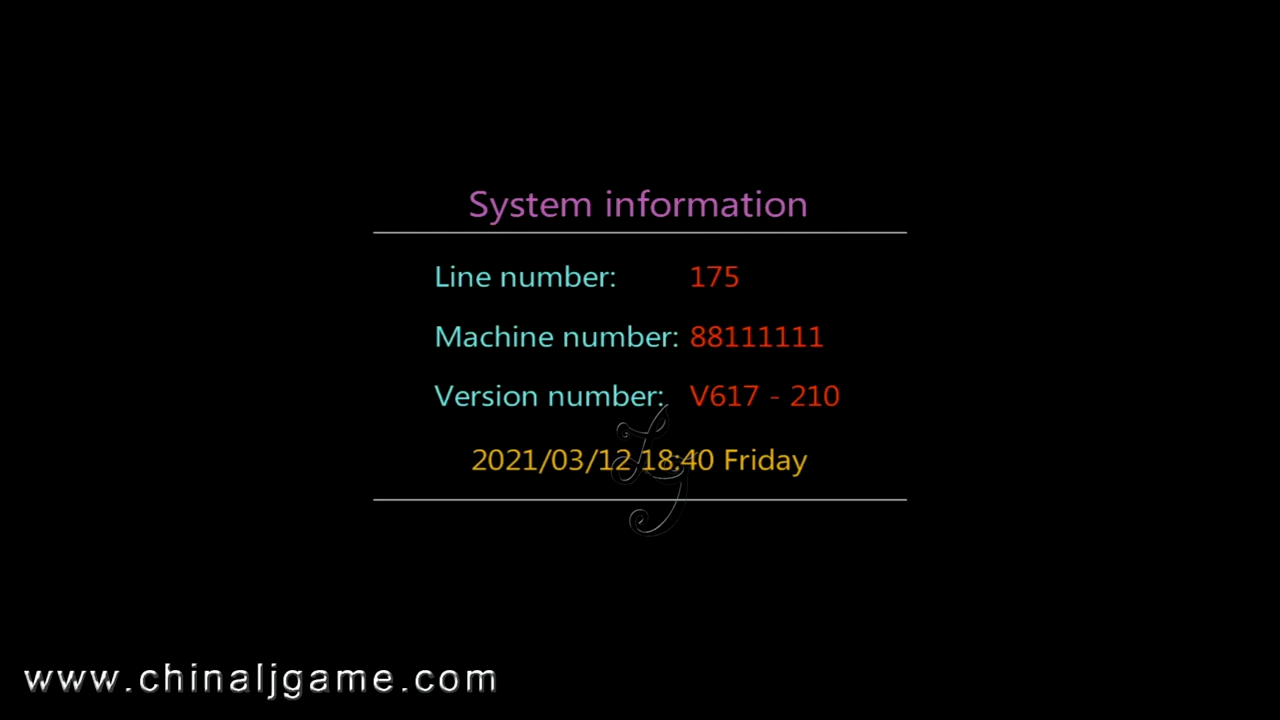 System information
Line number: 175
Machine number: 88111111
Version number: V617 - 210
2021/03/12 18:40 Friday
www.chinaljgame.com